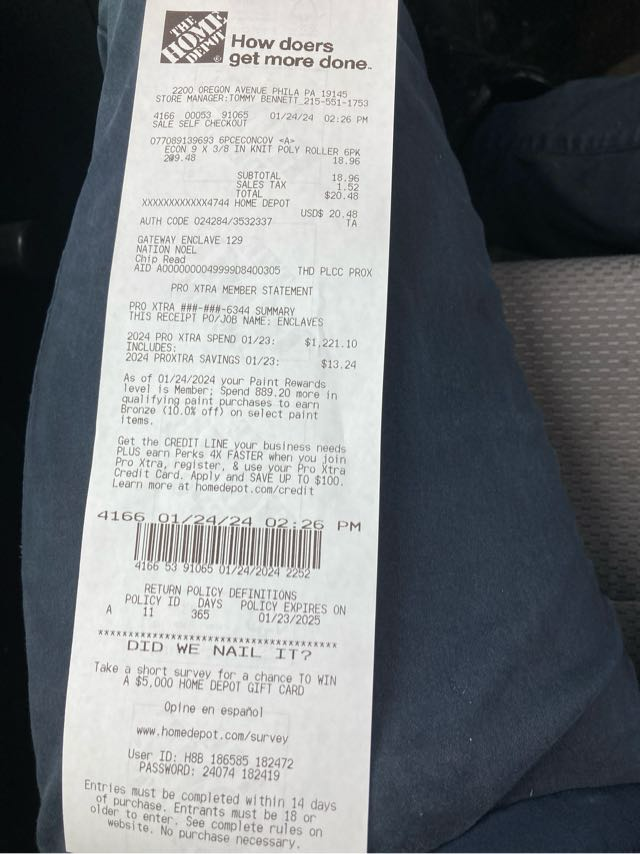 THE HOME DEPOT
®
How doers
get more done™
2200 OREGON AVENUE PHILA PA 19145
STORE MANAGER:TOMMY BENNETT 215-551-1753
4166 00053 91065 01/24/24 02:26 PM
SALE SELF CHECKOUT
077089139693 6PCECONCOV <A>
ECON 9 X 3/8 IN KNIT POLY ROLLER 6PK
2@9.48 18.96
SUBTOTAL 18.96
SALES TAX 1.52
TOTAL $20.48
XXXXXXXXXXXX4744 HOME DEPOT
USD$ 20.48
AUTH CODE 024284/3532337 TA
GATEWAY ENCLAVE 129
NATION NOEL
Chip Read
AID A0000000049999D8400305 THD PLCC PROX
PRO XTRA MEMBER STATEMENT
PRO XTRA ###-###-6344 SUMMARY
THIS RECEIPT PO/JOB NAME: ENCLAVES
2024 PRO XTRA SPEND 01/23: $1,221.10
INCLUDES:
2024 PROXTRA SAVINGS 01/23: $13.24
As of 01/24/2024 your Paint Rewards
level is Member; Spend 889.20 more in
qualifying paint purchases to earn
Bronze (10.0% off) on select paint
items.
Get the CREDIT LINE your business needs
PLUS earn Perks 4X FASTER when you join
Pro Xtra, register, & use your Pro Xtra
Credit Card. Apply and SAVE UP TO $100.
Learn more at homedepot.com/credit
4166 01/24/24 02:26 PM
4166 53 91065 01/24/2024 2252
RETURN POLICY DEFINITIONS
POLICY ID DAYS POLICY EXPIRES ON
A 11 365 01/23/2025
****************************************
DID WE NAIL IT?
Take a short survey for a chance TO WIN
A $5,000 HOME DEPOT GIFT CARD
Opine en español
www.homedepot.com/survey
User ID: H8B 186585 182472
PASSWORD: 24074 182419
Entries must be completed within 14 days
of purchase. Entrants must be 18 or
older to enter. See complete rules on
website. No purchase necessary.